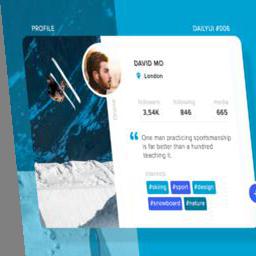 PROFILE
DAILYUI #006
DAVID MO
London
followers
following
media
3,54K
846
665
“ One man practicing sportsmanship
is far better than a hundred
teaching it.
#skiing #sport #design
#snowboard #nature